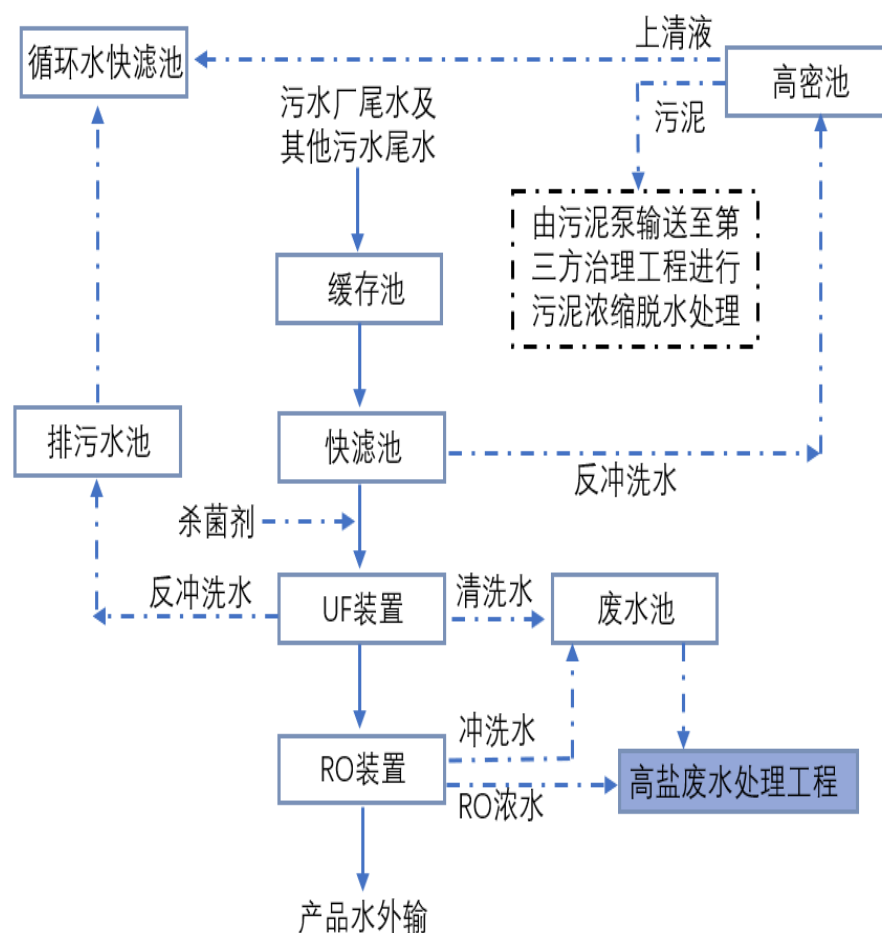 上清液
循环水快滤池
高密池
污水厂尾水及
其他污水尾水
污泥
由污泥泵输送至第
三方治理工程进行
污泥浓缩脱水处理
缓存池
排污水池
快滤池
反冲洗水
杀菌剂
反冲洗水
UF装置
清洗水
废水池
冲洗水
RO装置
RO浓水
高盐废水处理工程
产品水外输